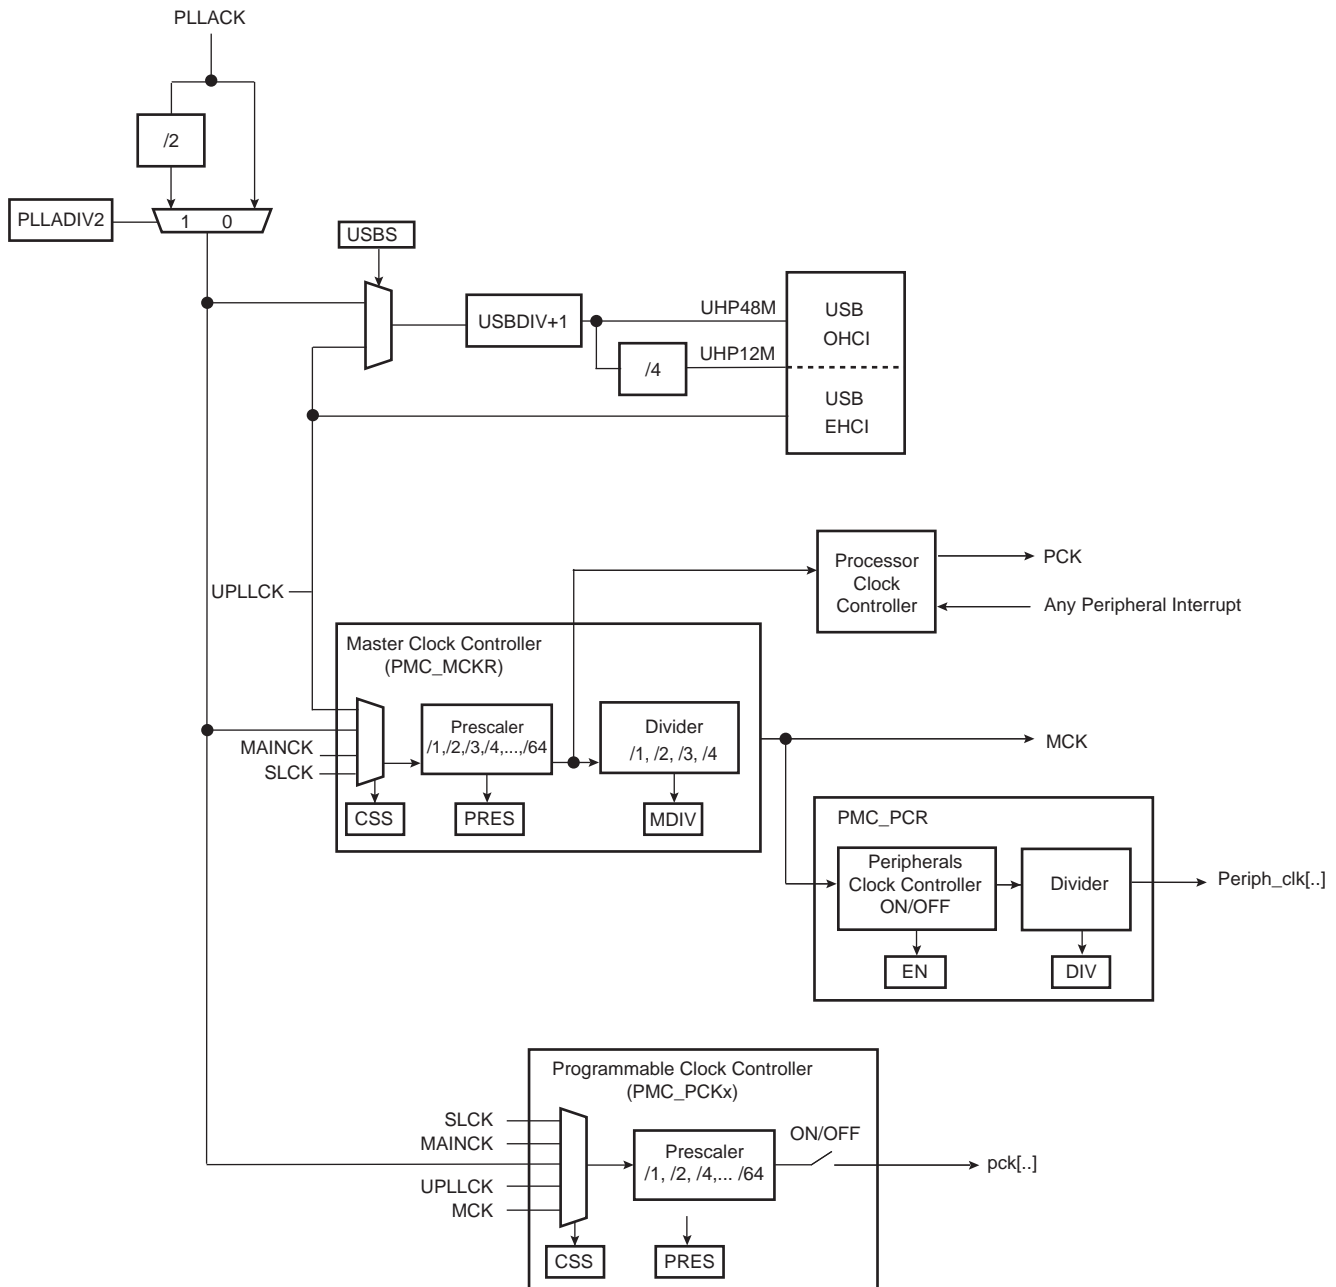 PLLACK
/2
PLLADIV2
1 0
USBS
USBDIV+1
UHP48M
USB
OHCI
/4
UHP12M
USB
EHCI
UPLLCK
Processor
Clock
Controller
PCK
Any Peripheral Interrupt
Master Clock Controller
(PMC_MCKR)
MAINCK
SLCK
Prescaler
/1,/2,/3,/4,...,/64
Divider
/1, /2, /3, /4
MCK
CSS
PRES
MDIV
PMC_PCR
Peripherals
Clock Controller
ON/OFF
Divider
Periph_clk[..]
EN
DIV
Programmable Clock Controller
(PMC_PCKx)
SLCK
MAINCK
UPLLCK
MCK
Prescaler
/1, /2, /4,... /64
ON/OFF
pck[..]
CSS
PRES